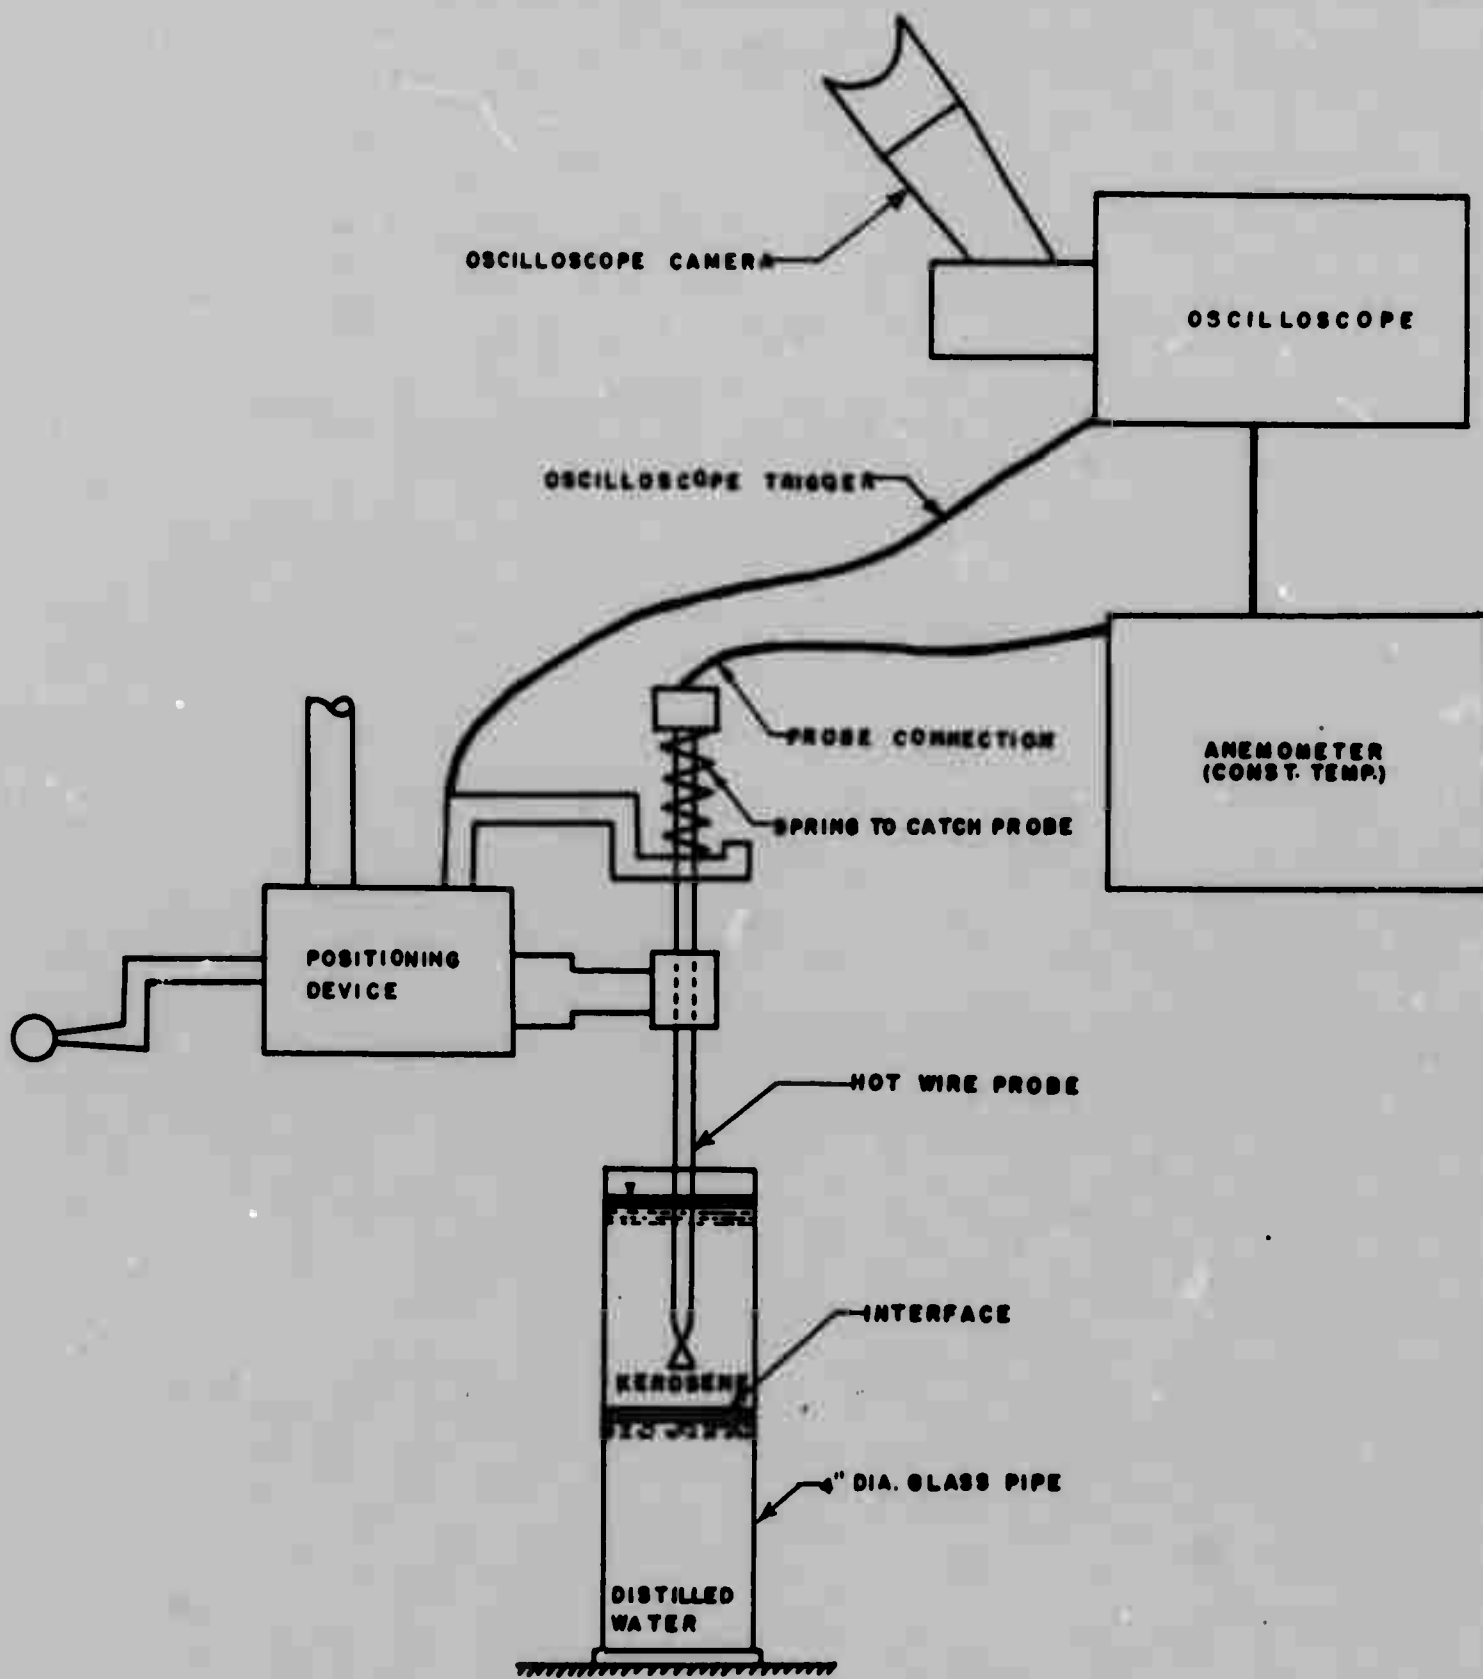 OSCILLOSCOPE CAMERA
OSCILLOSCOPE
OSCILLOSCOPE TRIGGER
PROBE CONNECTION
ANEMOMETER
(CONST. TEMP.)
SPRING TO CATCH PROBE
POSITIONING
DEVICE
HOT WIRE PROBE
INTERFACE
KEROSENE
4" DIA. GLASS PIPE
DISTILLED
WATER